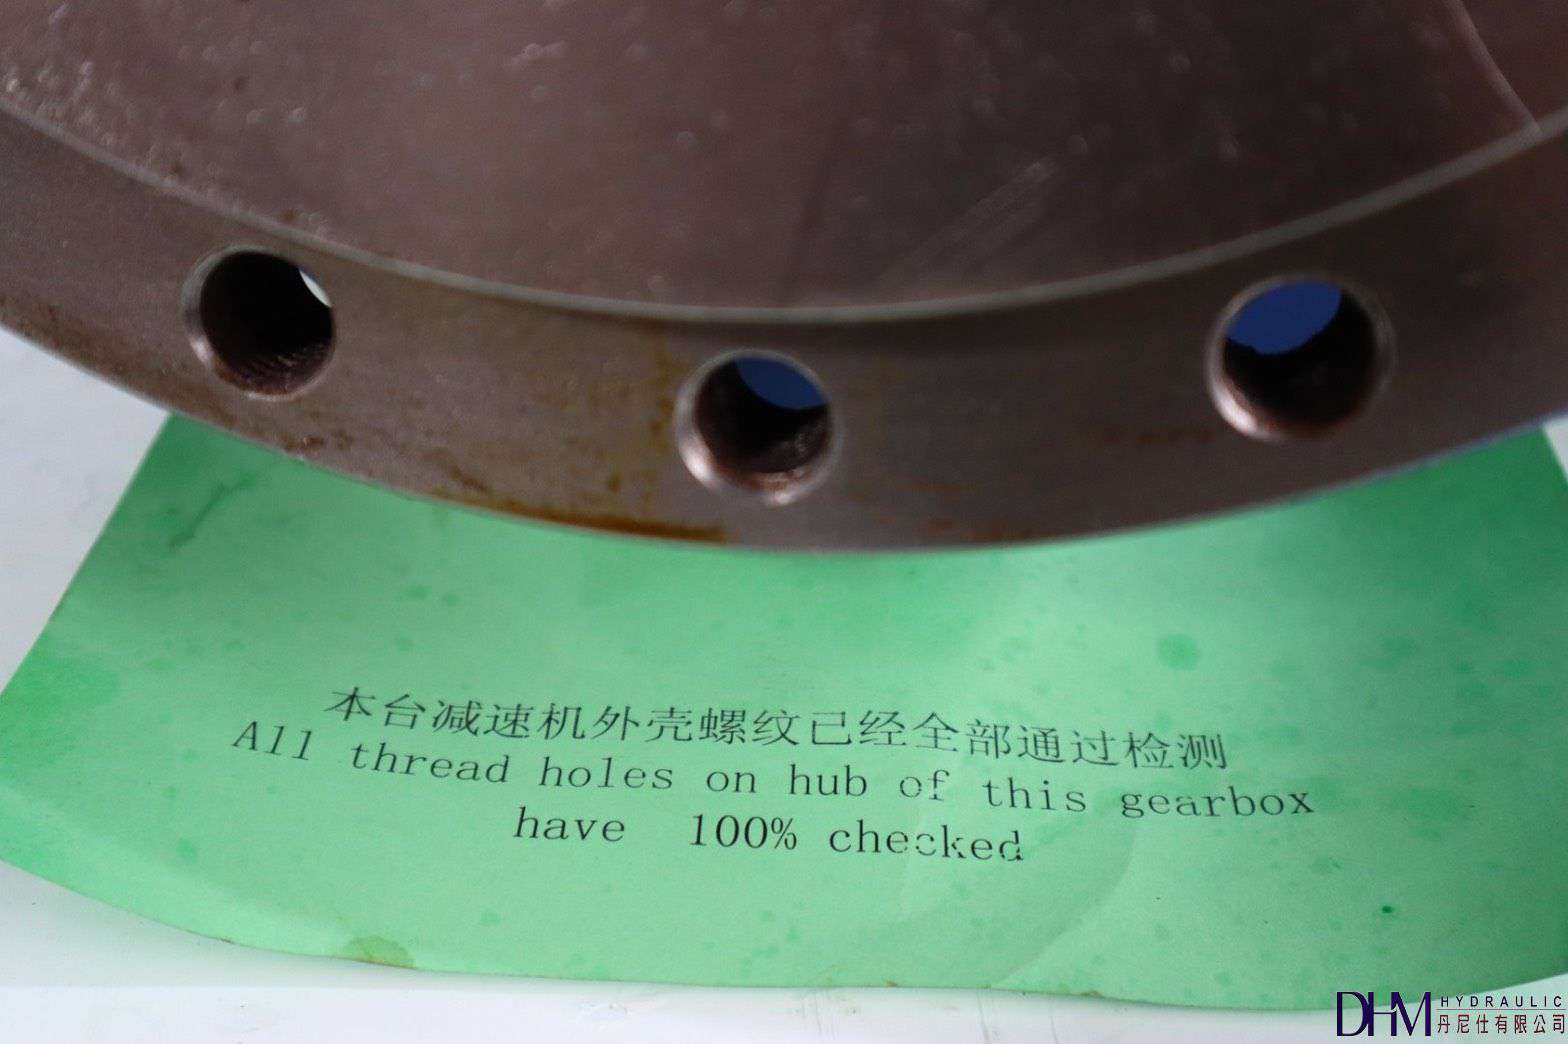 本台减速机外壳螺纹已经全部通过检测
All thread holes on hub of this gearbox
have 100% checked
DHM HYDRAULIC
丹尼仕有限公司